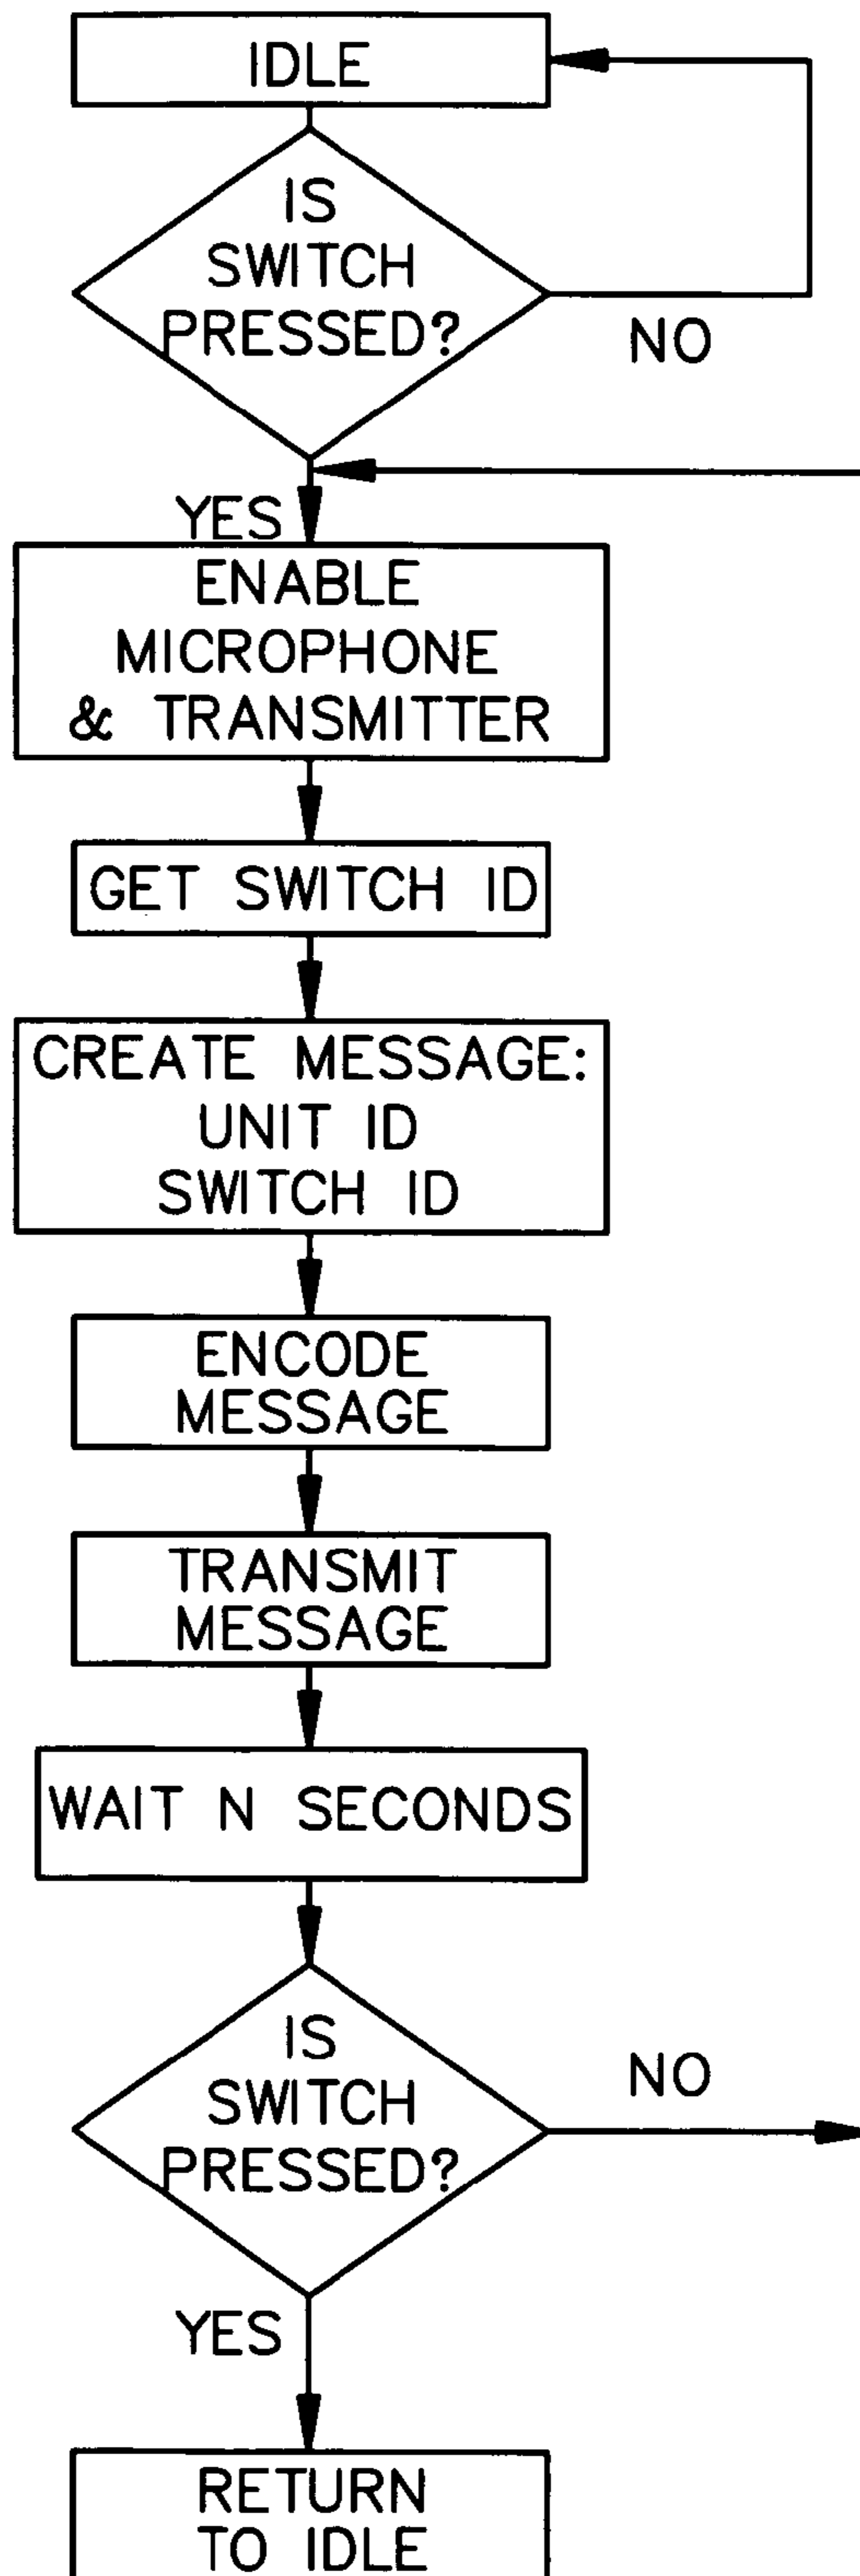 IDLE
IS
SWITCH
PRESSED?
NO
YES
ENABLE
MICROPHONE
& TRANSMITTER
GET SWITCH ID
CREATE MESSAGE:
UNIT ID
SWITCH ID
ENCODE
MESSAGE
TRANSMIT
MESSAGE
WAIT N SECONDS
IS
SWITCH
PRESSED?
NO
YES
RETURN
TO IDLE